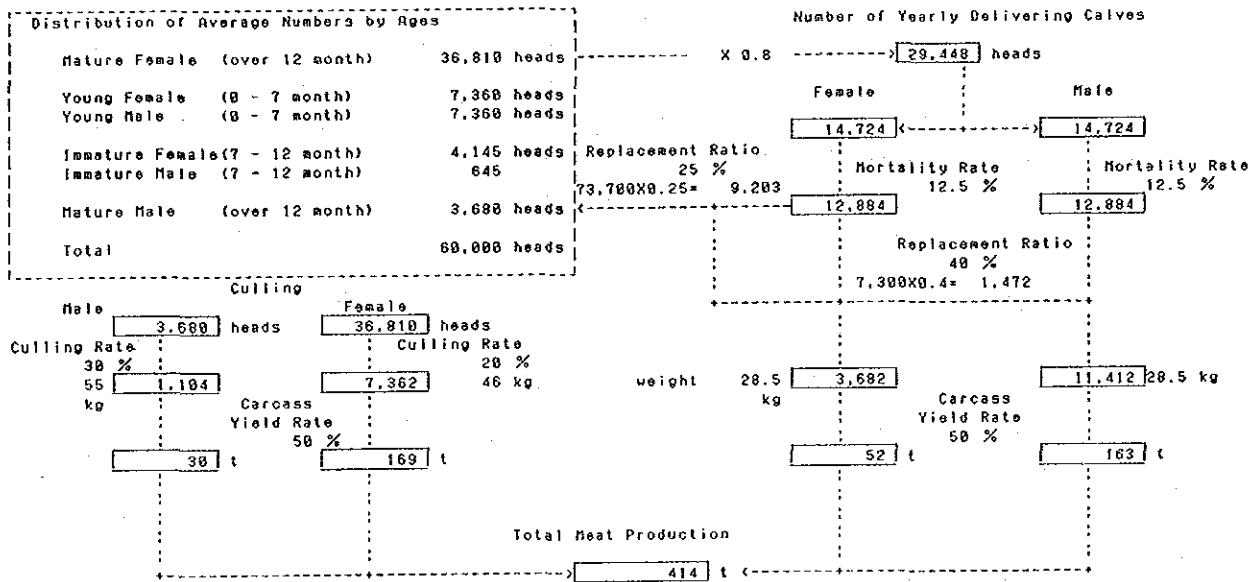 Distribution of Average Numbers by Ages
Mature Female (over 12 month) 36,810 heads
Young Female (0 - 7 month) 7,360 heads
Young Male (0 - 7 month) 7,360 heads
Immature Female(7 - 12 month) 4,145 heads
Immature Male (7 - 12 month) 645
Mature Male (over 12 month) 3,680 heads
Total 60,000 heads
Number of Yearly Delivering Calves
X 0.8
29,448 heads
Female Male
14,724 14,724
Replacement Ratio
25 %
73,700X0.25= 9,203
Mortality Rate
12.5 %
Mortality Rate
12.5 %
12,884 12,884
Replacement Ratio
40 %
7,300X0.4= 1,472
Culling
Male Female
3,680 heads 36,810 heads
Culling Rate
30 %
55
kg
1,104
Culling Rate
20 %
46 kg
7,362
Carcass
Yield Rate
50 %
30 t 169 t
weight 28.5
kg
3,682
11,412 28.5 kg
Carcass
Yield Rate
50 %
52 t 163 t
Total Meat Production
414 t